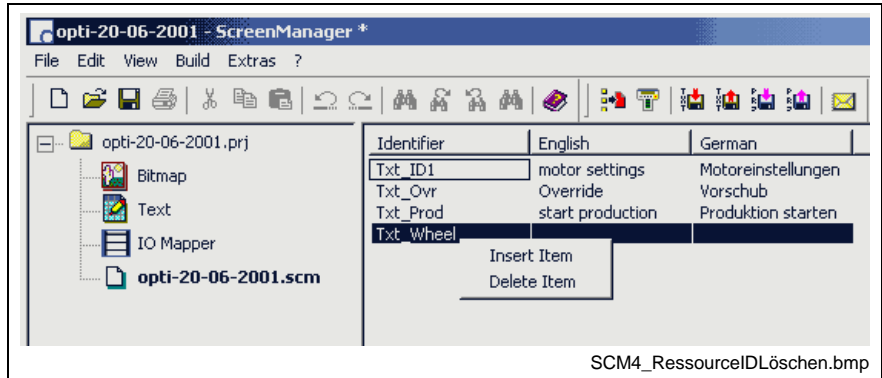 opti-20-06-2001 - ScreenManager *
File Edit View Build Extras ?
opti-20-06-2001.prj
Bitmap
Text
IO Mapper
opti-20-06-2001.scm
Identifier English German
Txt_ID1 motor settings Motoreinstellungen
Txt_Ovr Override Vorschub
Txt_Prod start production Produktion starten
Txt_Wheel
Insert Item
Delete Item
SCM4_RessourceIDLöschen.bmp